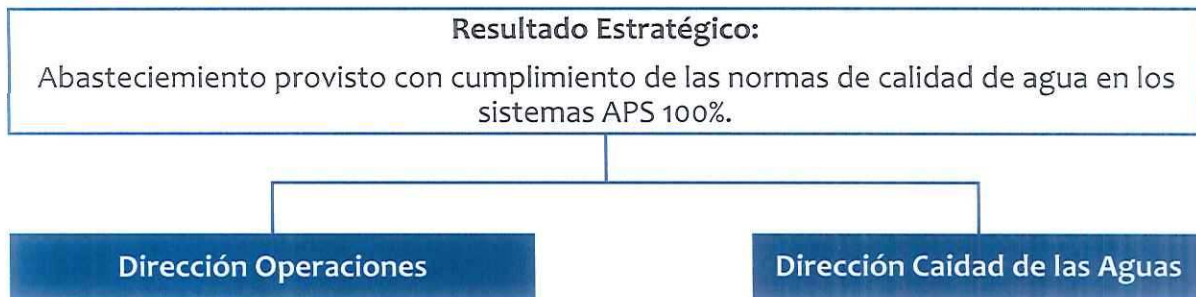 Resultado Estratégico:
Abasteciemiento provisto con cumplimiento de las normas de calidad de agua en los
sistemas APS 100%.
Dirección Operaciones
Dirección Caidad de las Aguas